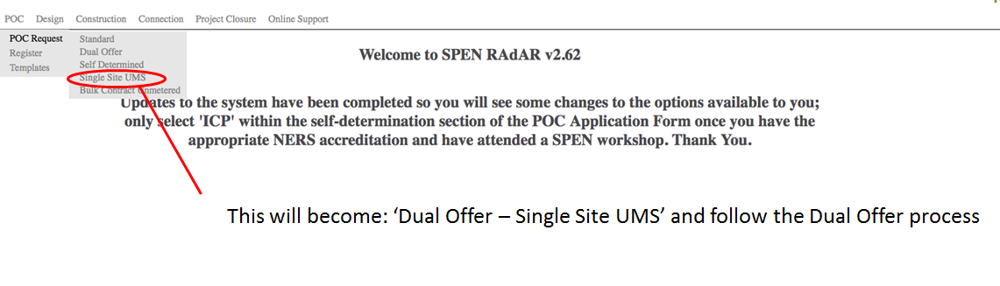 POC Design Construction Connection Project Closure Online Support
POC Request Standard
Register Dual Offer
Templates Self Determined
Single Site UMS
Bulk Contract Unmetered
Welcome to SPEN RAdAR v2.62
Updates to the system have been completed so you will see some changes to the options available to you;
only select 'ICP' within the self-determination section of the POC Application Form once you have the
appropriate NERS accreditation and have attended a SPEN workshop. Thank You.
This will become: ‘Dual Offer – Single Site UMS’ and follow the Dual Offer process